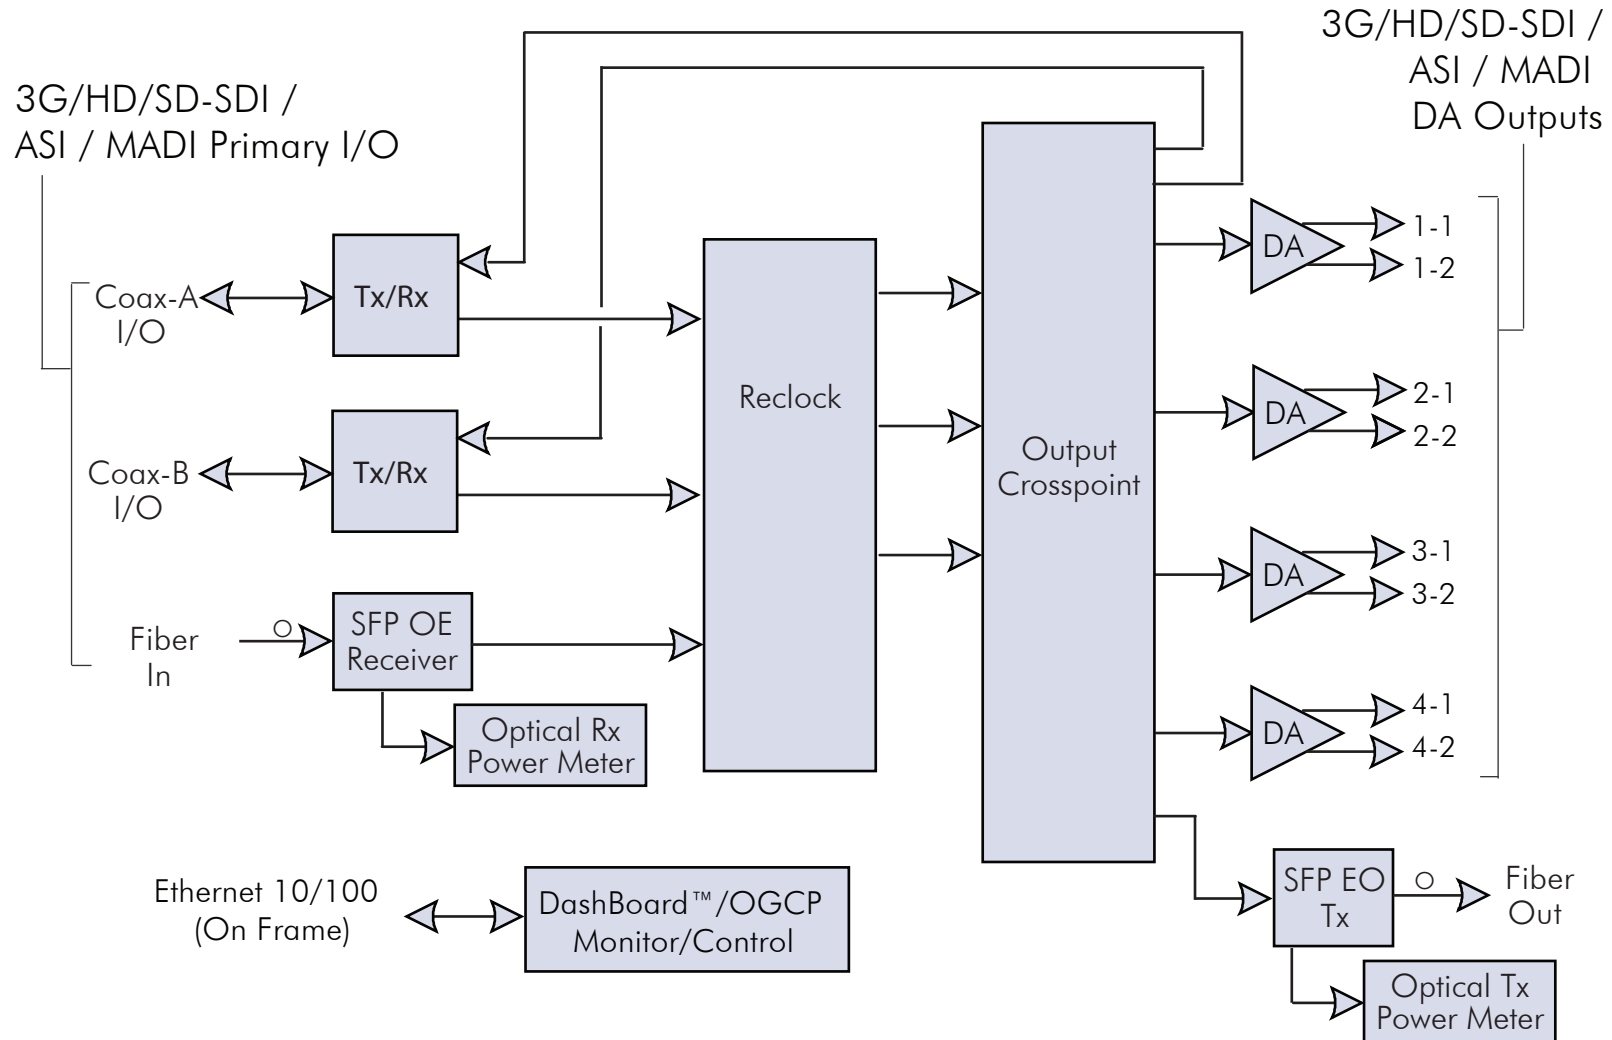 3G/HD/SD-SDI /
ASI / MADI
DA Outputs
3G/HD/SD-SDI /
ASI / MADI Primary I/O
Coax-A
I/O
Tx/Rx
Coax-B
I/O
Tx/Rx
Fiber
In
SFP OE
Receiver
Optical Rx
Power Meter
Reclock
Output
Crosspoint
DA
1-1
1-2
DA
2-1
2-2
DA
3-1
3-2
DA
4-1
4-2
Ethernet 10/100
(On Frame)
DashBoard™/OGCP
Monitor/Control
SFP EO
Tx
Fiber
Out
Optical Tx
Power Meter